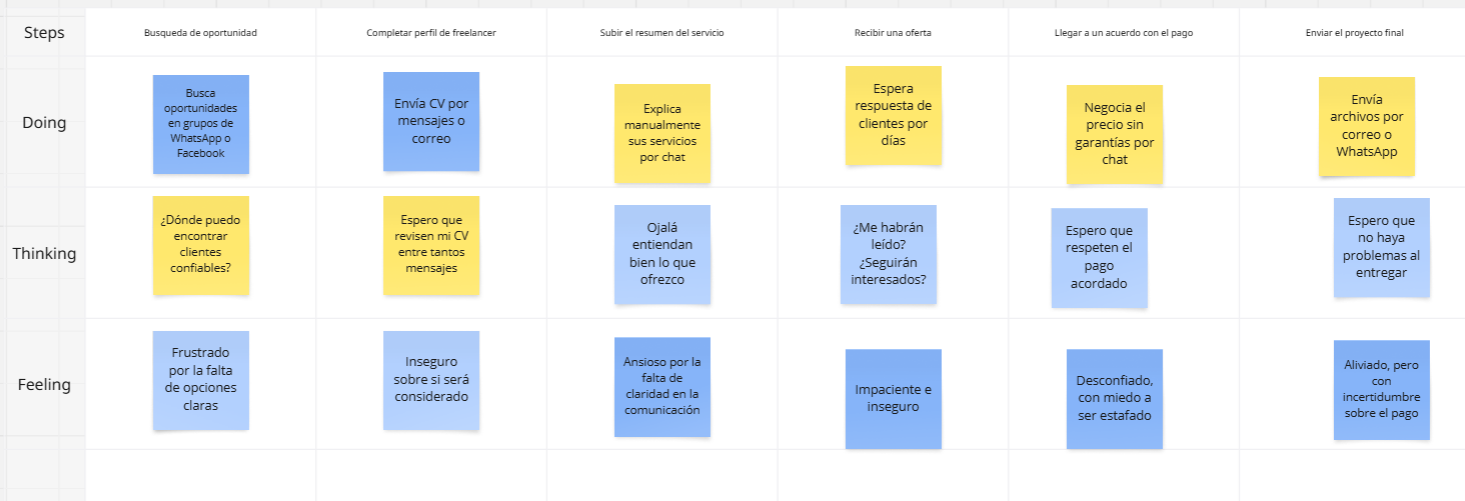 Steps
Busqueda de oportunidad
Completar perfil de freelancer
Subir el resumen del servicio
Recibir una oferta
Llegar a un acuerdo con el pago
Enviar el proyecto final
Doing
Busca
oportunidades
en grupos de
WhatsApp o
Facebook
Envía CV por
mensajes o
correo
Explica
manualmente
sus servicios
por chat
Espera
respuesta de
clientes por
días
Negocia el
precio sin
garantías por
chat
Envía
archivos por
correo o
WhatsApp
Thinking
¿Dónde puedo
encontrar
clientes
confiables?
Espero que
revisen mi CV
entre tantos
mensajes
Ojalá
entiendan
bien lo que
ofrezco
¿Me habrán
leído?
¿Seguirán
interesados?
Espero que
respeten el
pago
acordado
Espero que
no haya
problemas al
entregar
Feeling
Frustrado
por la falta
de opciones
claras
Inseguro
sobre si será
considerado
Ansioso por la
falta de
claridad en la
comunicación
Impaciente e
inseguro
Desconfiado,
con miedo a
ser estafado
Aliviado, pero
con
incertidumbre
sobre el pago